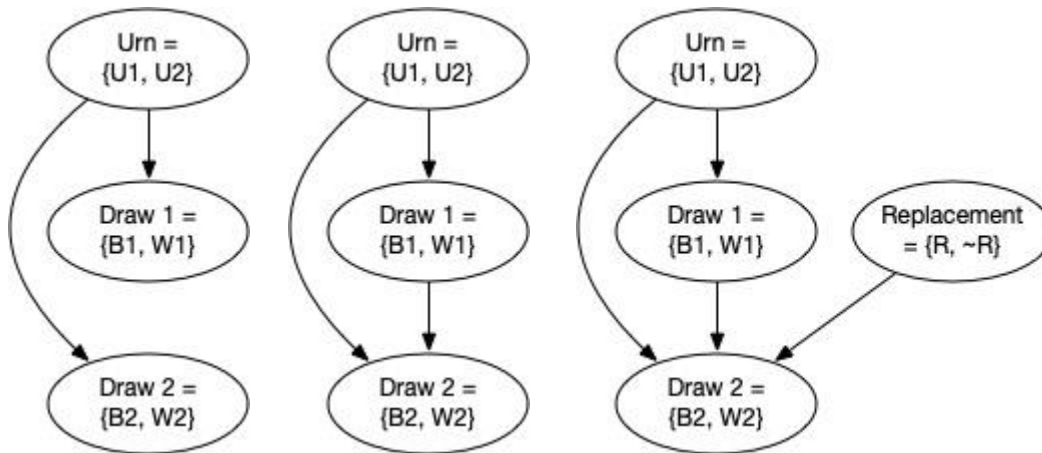 Urn =
{U1, U2}
Draw 1 =
{B1, W1}
Draw 2 =
{B2, W2}
Urn =
{U1, U2}
Draw 1 =
{B1, W1}
Draw 2 =
{B2, W2}
Urn =
{U1, U2}
Draw 1 =
{B1, W1}
Replacement
= {R, ~R}
Draw 2 =
{B2, W2}